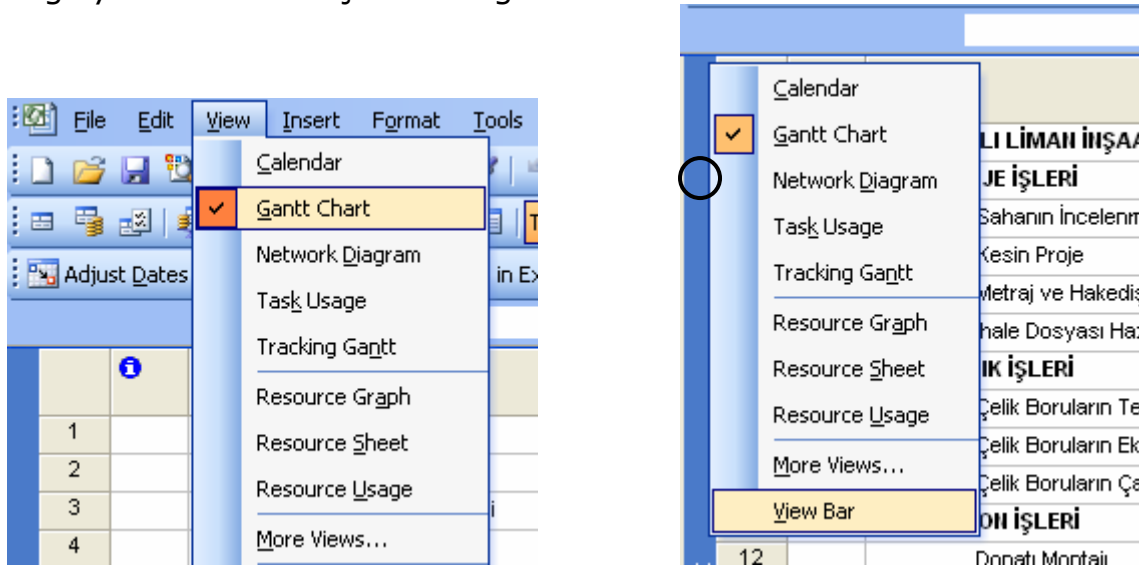 File Edit View Insert Format Tools
Calendar
Gantt Chart
Network Diagram
Adjust Dates
in Ex
Task Usage
Tracking Gantt
Resource Graph
1
Resource Sheet
2
Resource Usage
3
More Views...
4
Calendar
Gantt Chart
LI LİMAN İNŞAA
Network Diagram
JE İŞLERİ
Task Usage
Sahanın İncelenm
Kesin Proje
Tracking Gantt
Metraj ve Hakediş
Resource Graph
hale Dosyası Haz
Resource Sheet
IK İŞLERİ
Resource Usage
Çelik Boruların Te
Çelik Boruların Ek
More Views...
Çelik Boruların Ça
View Bar
ON İŞLERİ
12
Donatı Montajı